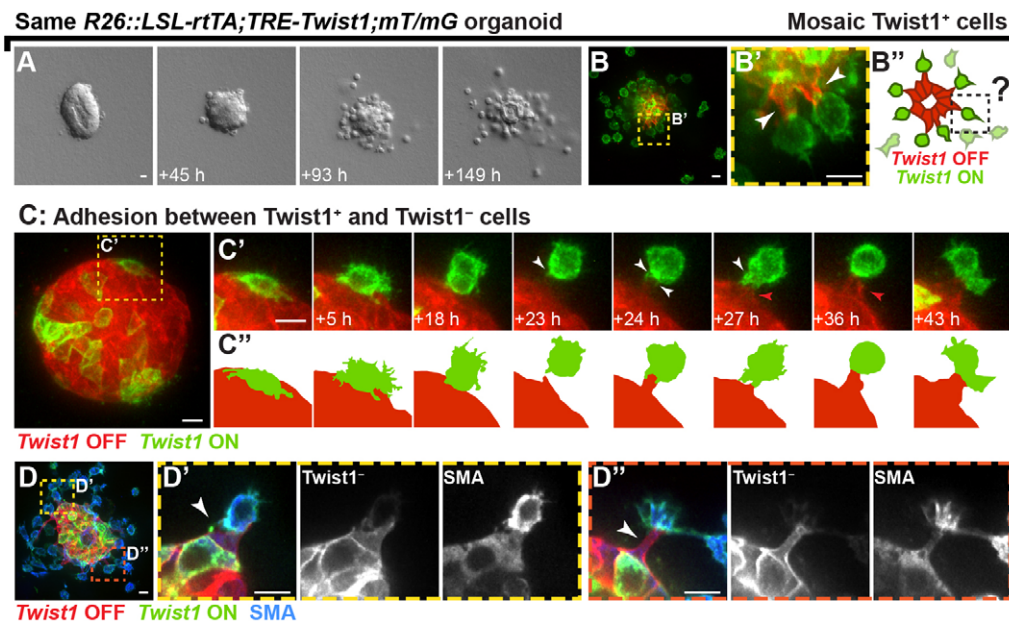 Same R26::LSL-rtTA;TRE-Twist1;mT/mG organoid
Mosaic Twist1⁺ cells
A
+45 h
+93 h
+149 h
B
B'
B'
B''
?
Twist1 OFF
Twist1 ON
C: Adhesion between Twist1⁺ and Twist1⁻ cells
C'
C'
+5 h
+18 h
+23 h
+24 h
+27 h
+36 h
+43 h
C''
Twist1 OFF Twist1 ON
D
D'
D''
D'
Twist1⁻
SMA
D''
Twist1⁻
SMA
Twist1 OFF Twist1 ON SMA